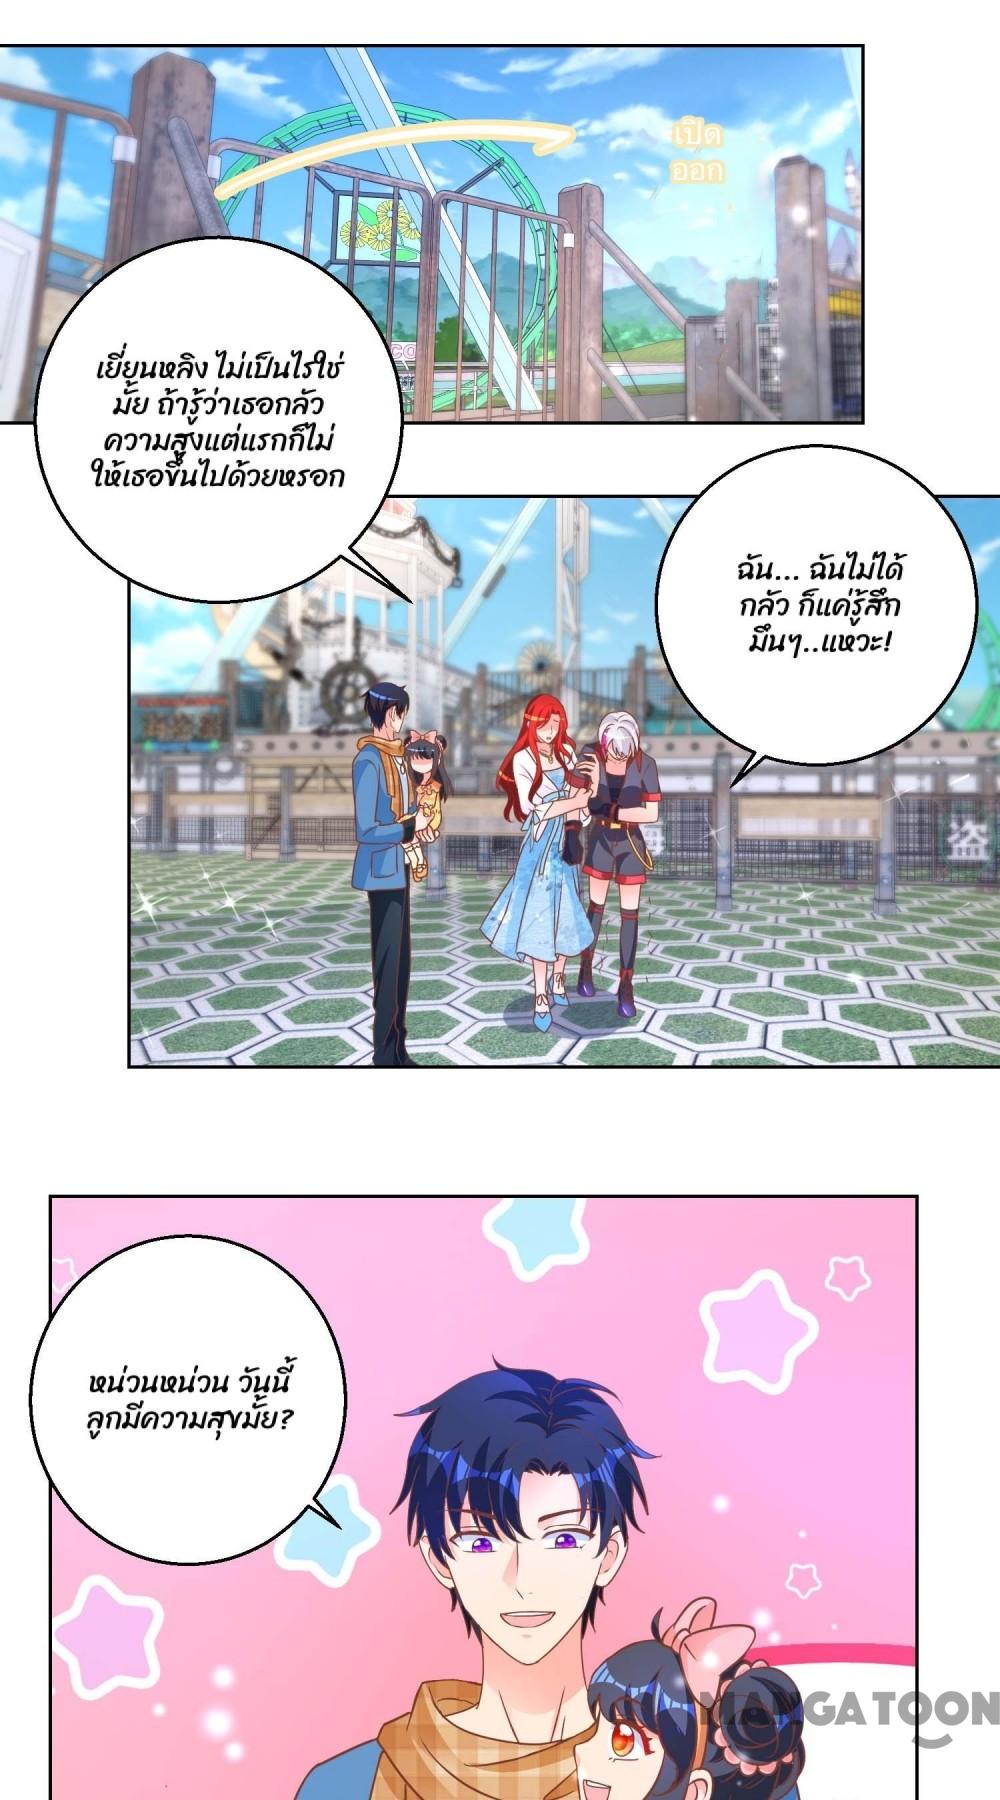 เปิด
ออก
CO
เยี่ยนหลิง ไม่เป็นไรใช่
มั้ย ถ้ารู้ว่าเธอกลัว
ความสูงแต่แรกก็ไม่
ให้เธอขึ้นไปด้วยหรอก
ฉัน... ฉันไม่ได้
กลัว ก็แค่รู้สึก
มึนๆ..แหวะ!
海
盗
หน่วนหน่วน วันนี้
ลูกมีความสุขมั้ย?
MANGATOON